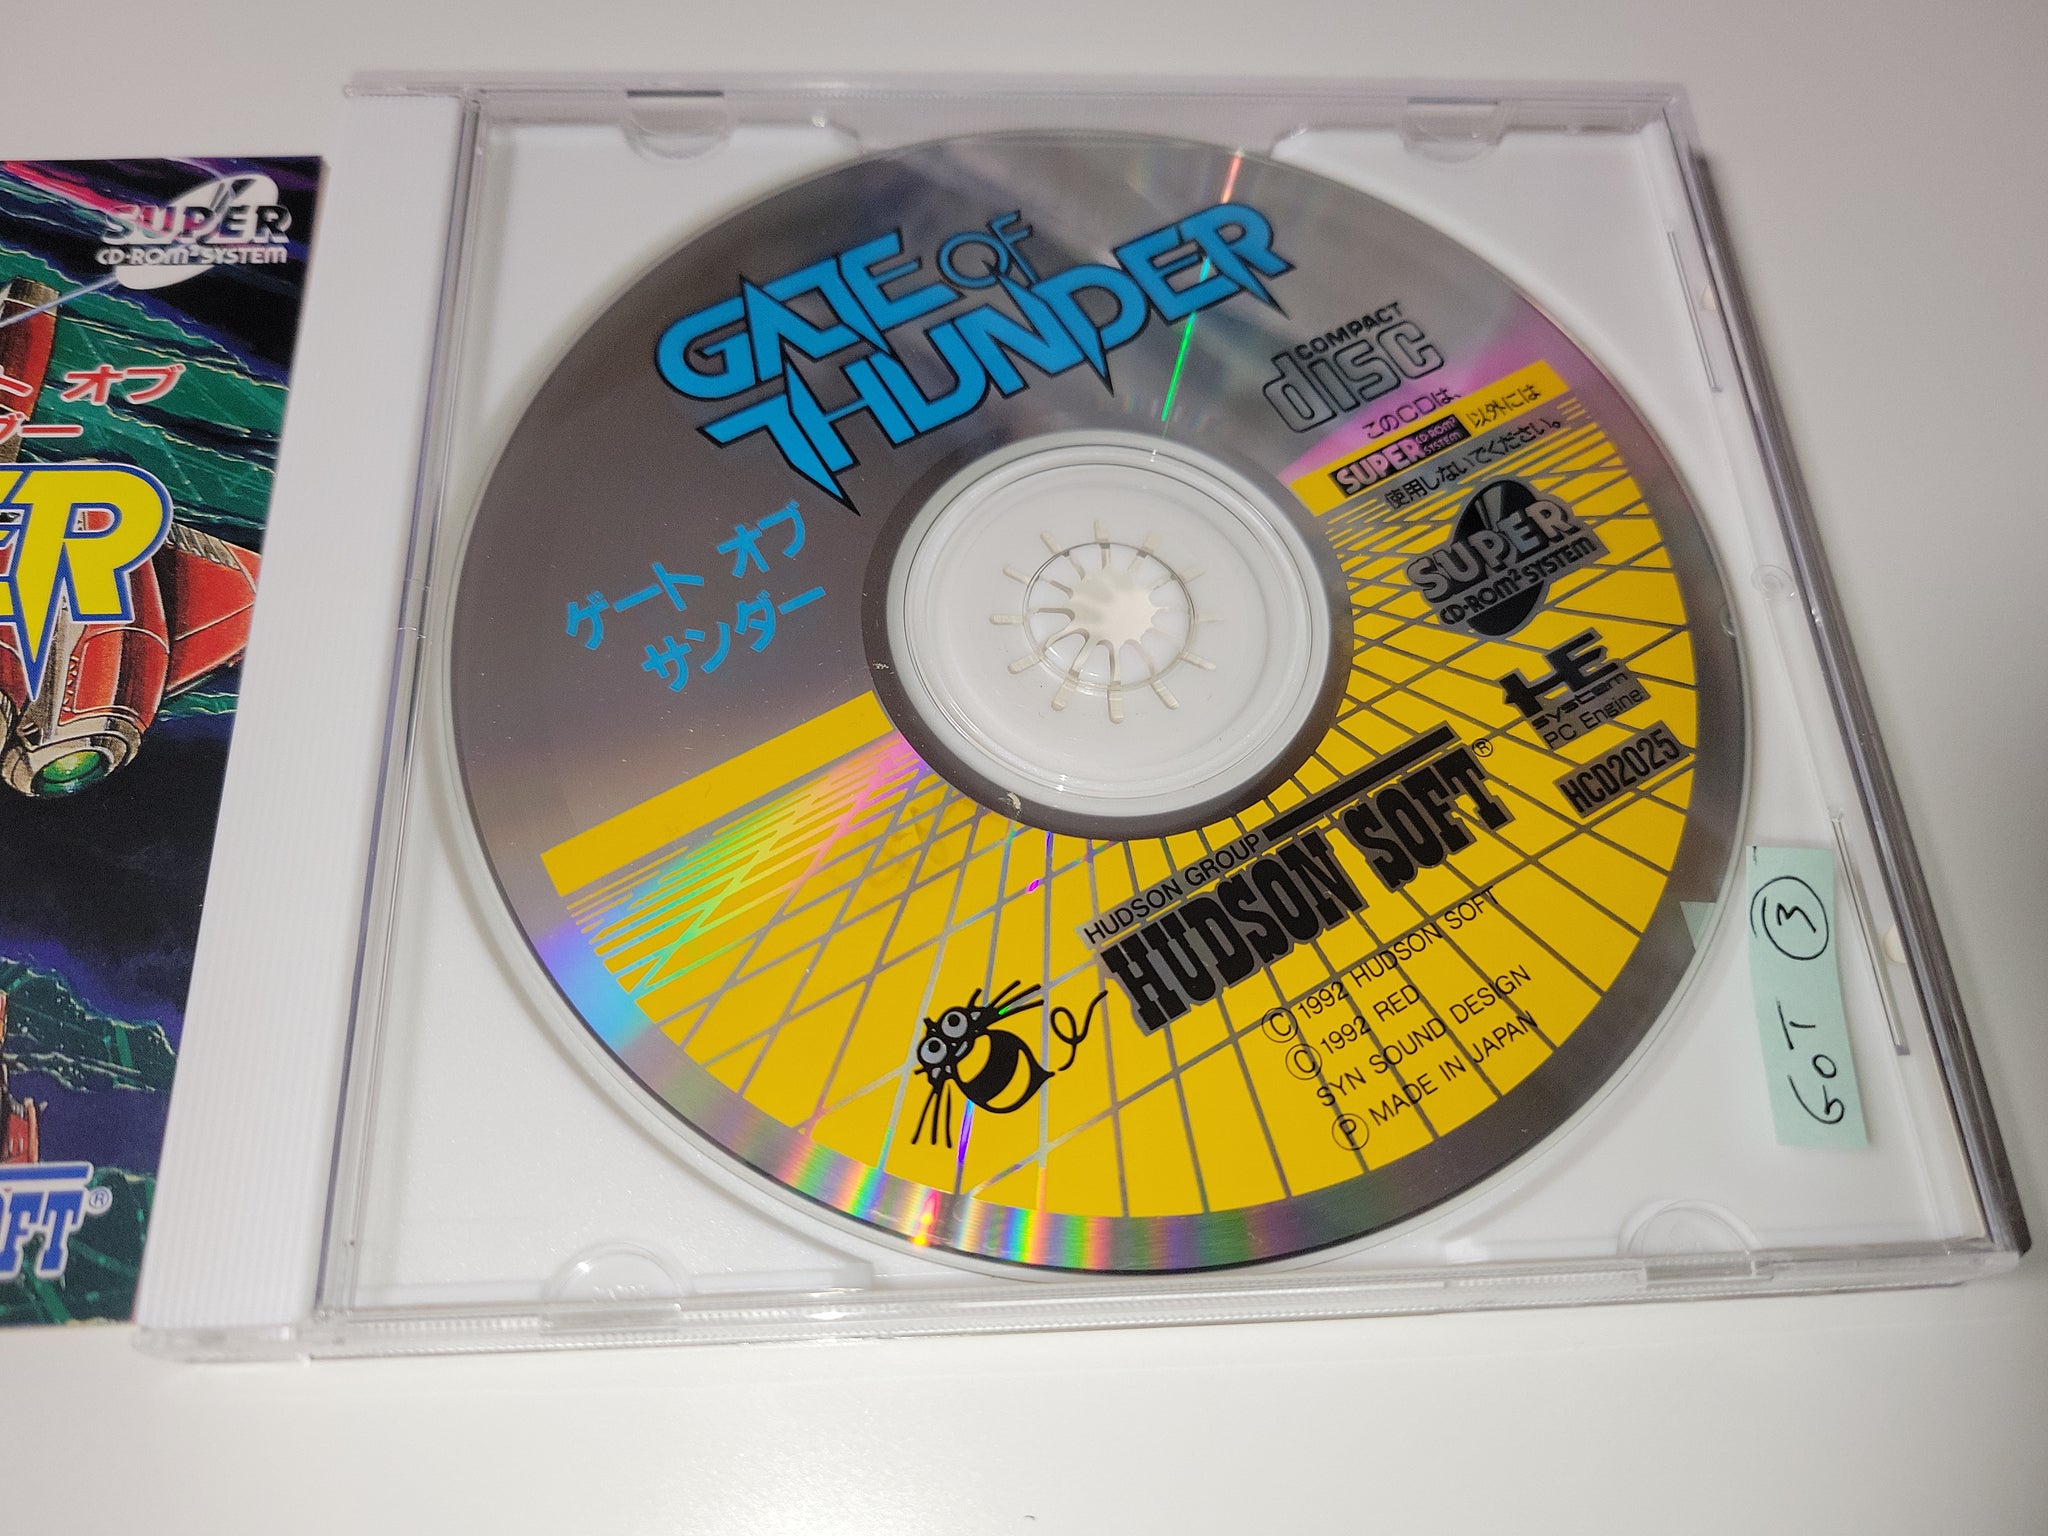 SUPER
CD-ROM² SYSTEM
ト オブ
ダー
ER
OFT®
GATE OF
THUNDER
ゲート オブ
サンダー
COMPACT
disc
このCDは、
SUPER CD-ROM² SYSTEM 以外には
使用しないでください。
SUPER
CD-ROM² SYSTEM
HE
system
PC Engine
HCD2025
HUDSON GROUP
HUDSON SOFT®
Ⓒ 1992 HUDSON SOFT
Ⓒ 1992 RED
SYN SOUND DESIGN
Ⓟ MADE IN JAPAN
GOT ③